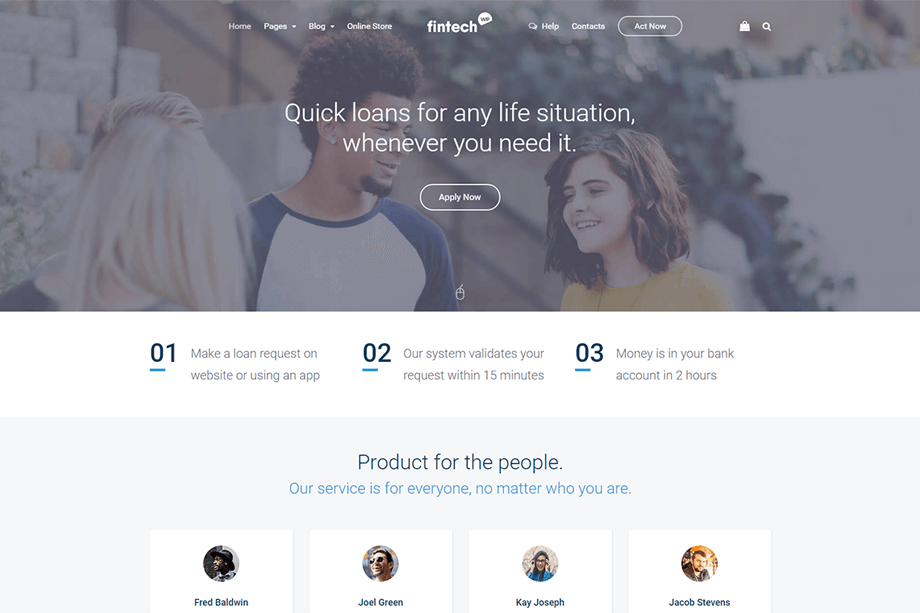 Home Pages Blog Online Store fintech WP Help Contacts Act Now
Quick loans for any life situation,
whenever you need it.
Apply Now
01 Make a loan request on
website or using an app
02 Our system validates your
request within 15 minutes
03 Money is in your bank
account in 2 hours
Product for the people.
Our service is for everyone, no matter who you are.
Fred Baldwin Joel Green Kay Joseph Jacob Stevens